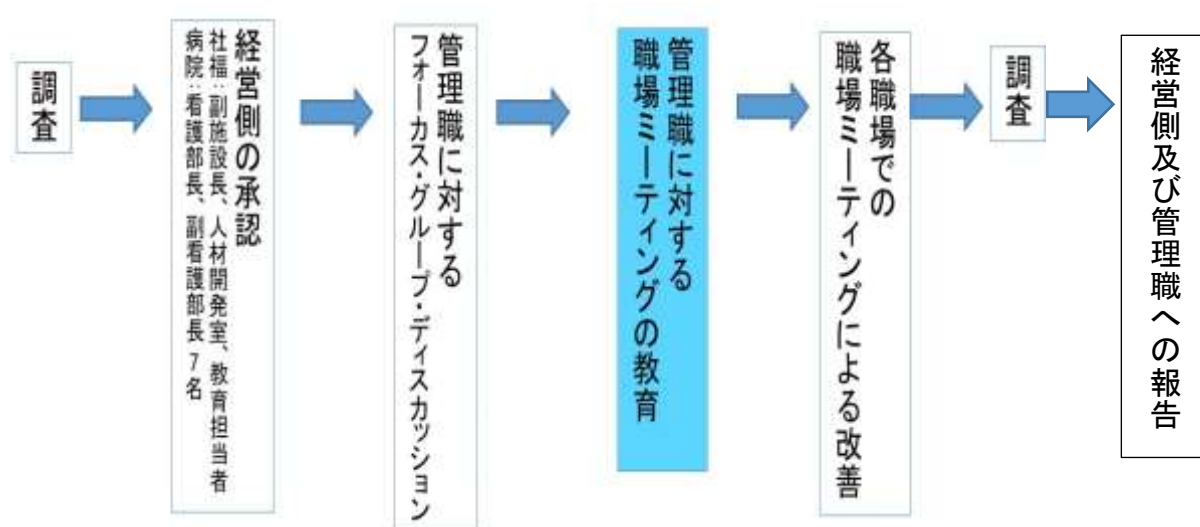 調査
経営側の承認
社福：副施設長、人材開発室、教育担当者
病院：看護部長、副看護部長 7名
管理職に対する
フォーカス・グループ・ディスカッション
管理職に対する
職場ミーティングの教育
各職場での
職場ミーティングによる改善
調査
経営側及び管理職への報告